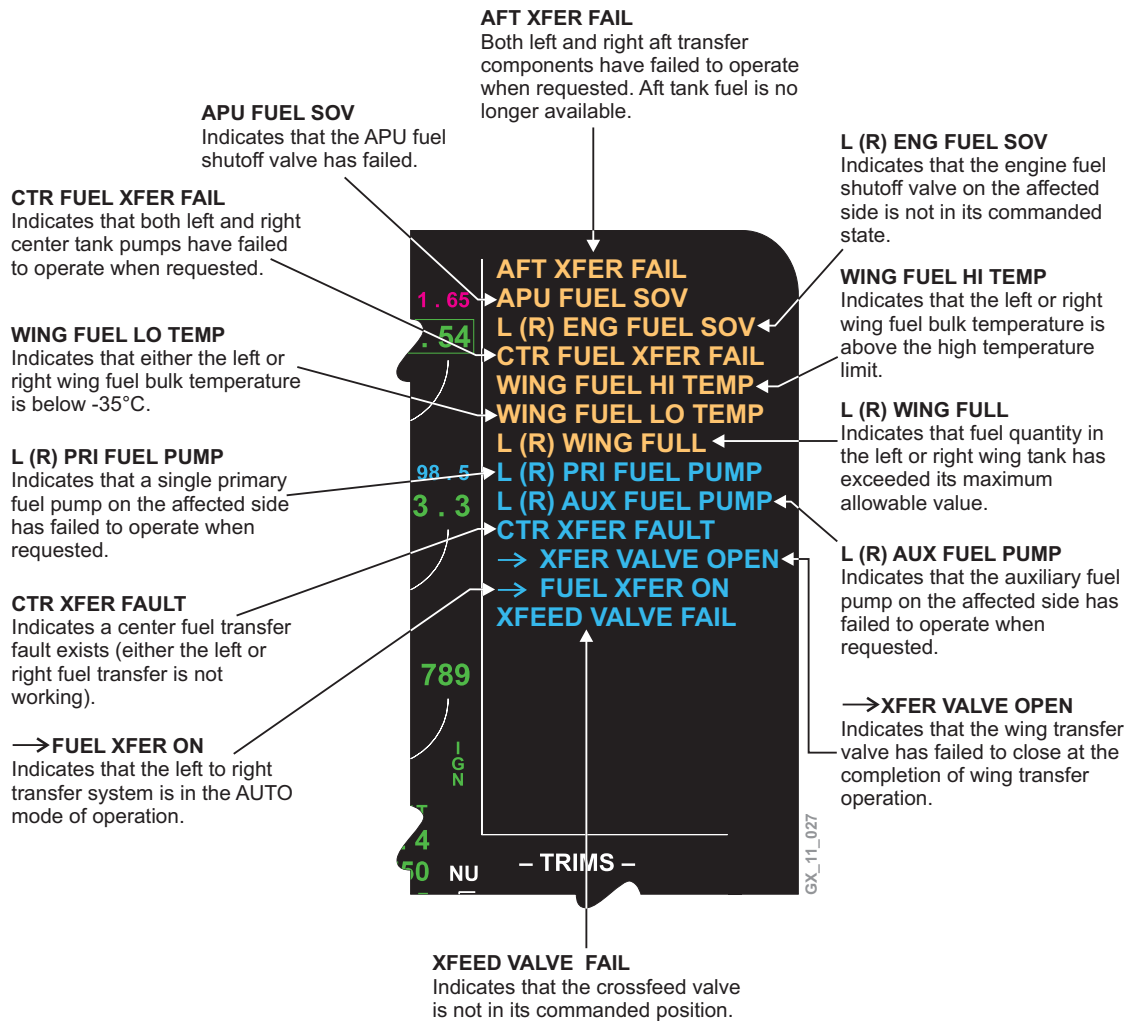 AFT XFER FAIL
Both left and right aft transfer
components have failed to operate
when requested. Aft tank fuel is no
longer available.
APU FUEL SOV
Indicates that the APU fuel
shutoff valve has failed.
L (R) ENG FUEL SOV
Indicates that the engine fuel
shutoff valve on the affected
side is not in its commanded
state.
CTR FUEL XFER FAIL
Indicates that both left and right
center tank pumps have failed
to operate when requested.
WING FUEL HI TEMP
Indicates that the left or right
wing fuel bulk temperature is
above the high temperature
limit.
WING FUEL LO TEMP
Indicates that either the left or
right wing fuel bulk temperature
is below -35°C.
L (R) WING FULL
Indicates that fuel quantity in
the left or right wing tank has
exceeded its maximum
allowable value.
L (R) PRI FUEL PUMP
Indicates that a single primary
fuel pump on the affected side
has failed to operate when
requested.
L (R) AUX FUEL PUMP
Indicates that the auxiliary fuel
pump on the affected side has
failed to operate when
requested.
CTR XFER FAULT
Indicates a center fuel transfer
fault exists (either the left or
right fuel transfer is not
working).
→XFER VALVE OPEN
Indicates that the wing transfer
valve has failed to close at the
completion of wing transfer
operation.
→FUEL XFER ON
Indicates that the left to right
transfer system is in the AUTO
mode of operation.
AFT XFER FAIL
APU FUEL SOV
L (R) ENG FUEL SOV
CTR FUEL XFER FAIL
WING FUEL HI TEMP
WING FUEL LO TEMP
L (R) WING FULL
L (R) PRI FUEL PUMP
L (R) AUX FUEL PUMP
CTR XFER FAULT
→ XFER VALVE OPEN
→ FUEL XFER ON
XFEED VALVE FAIL
1.65
.54
98.5
3.3
789
IGN
.4
50
NU
– TRIMS –
GX_11_027
XFEED VALVE FAIL
Indicates that the crossfeed valve
is not in its commanded position.